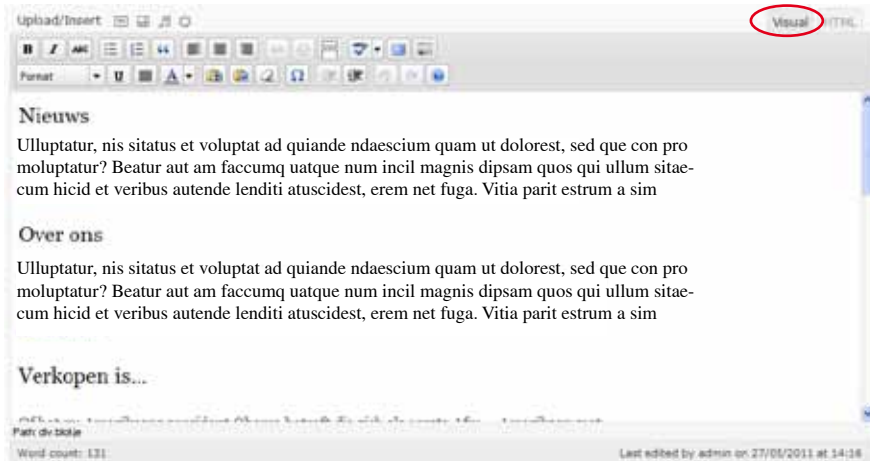 Upload/Insert
Visual HTML
B I ABC
Format U A Ω
Nieuws
Ulluptatur, nis sitatus et voluptat ad quiande ndaescium quam ut dolorest, sed que con pro
moluptatur? Beatur aut am faccumq uatque num incil magnis dipsam quos qui ullum sitae-
cum hicid et veribus autende lenditi atuscidest, erem net fuga. Vitia parit estrum a sim
Over ons
Ulluptatur, nis sitatus et voluptat ad quiande ndaescium quam ut dolorest, sed que con pro
moluptatur? Beatur aut am faccumq uatque num incil magnis dipsam quos qui ullum sitae-
cum hicid et veribus autende lenditi atuscidest, erem net fuga. Vitia parit estrum a sim
Verkopen is...
Path: div.blokje
Word count: 131
Last edited by admin on 27/05/2011 at 14:16